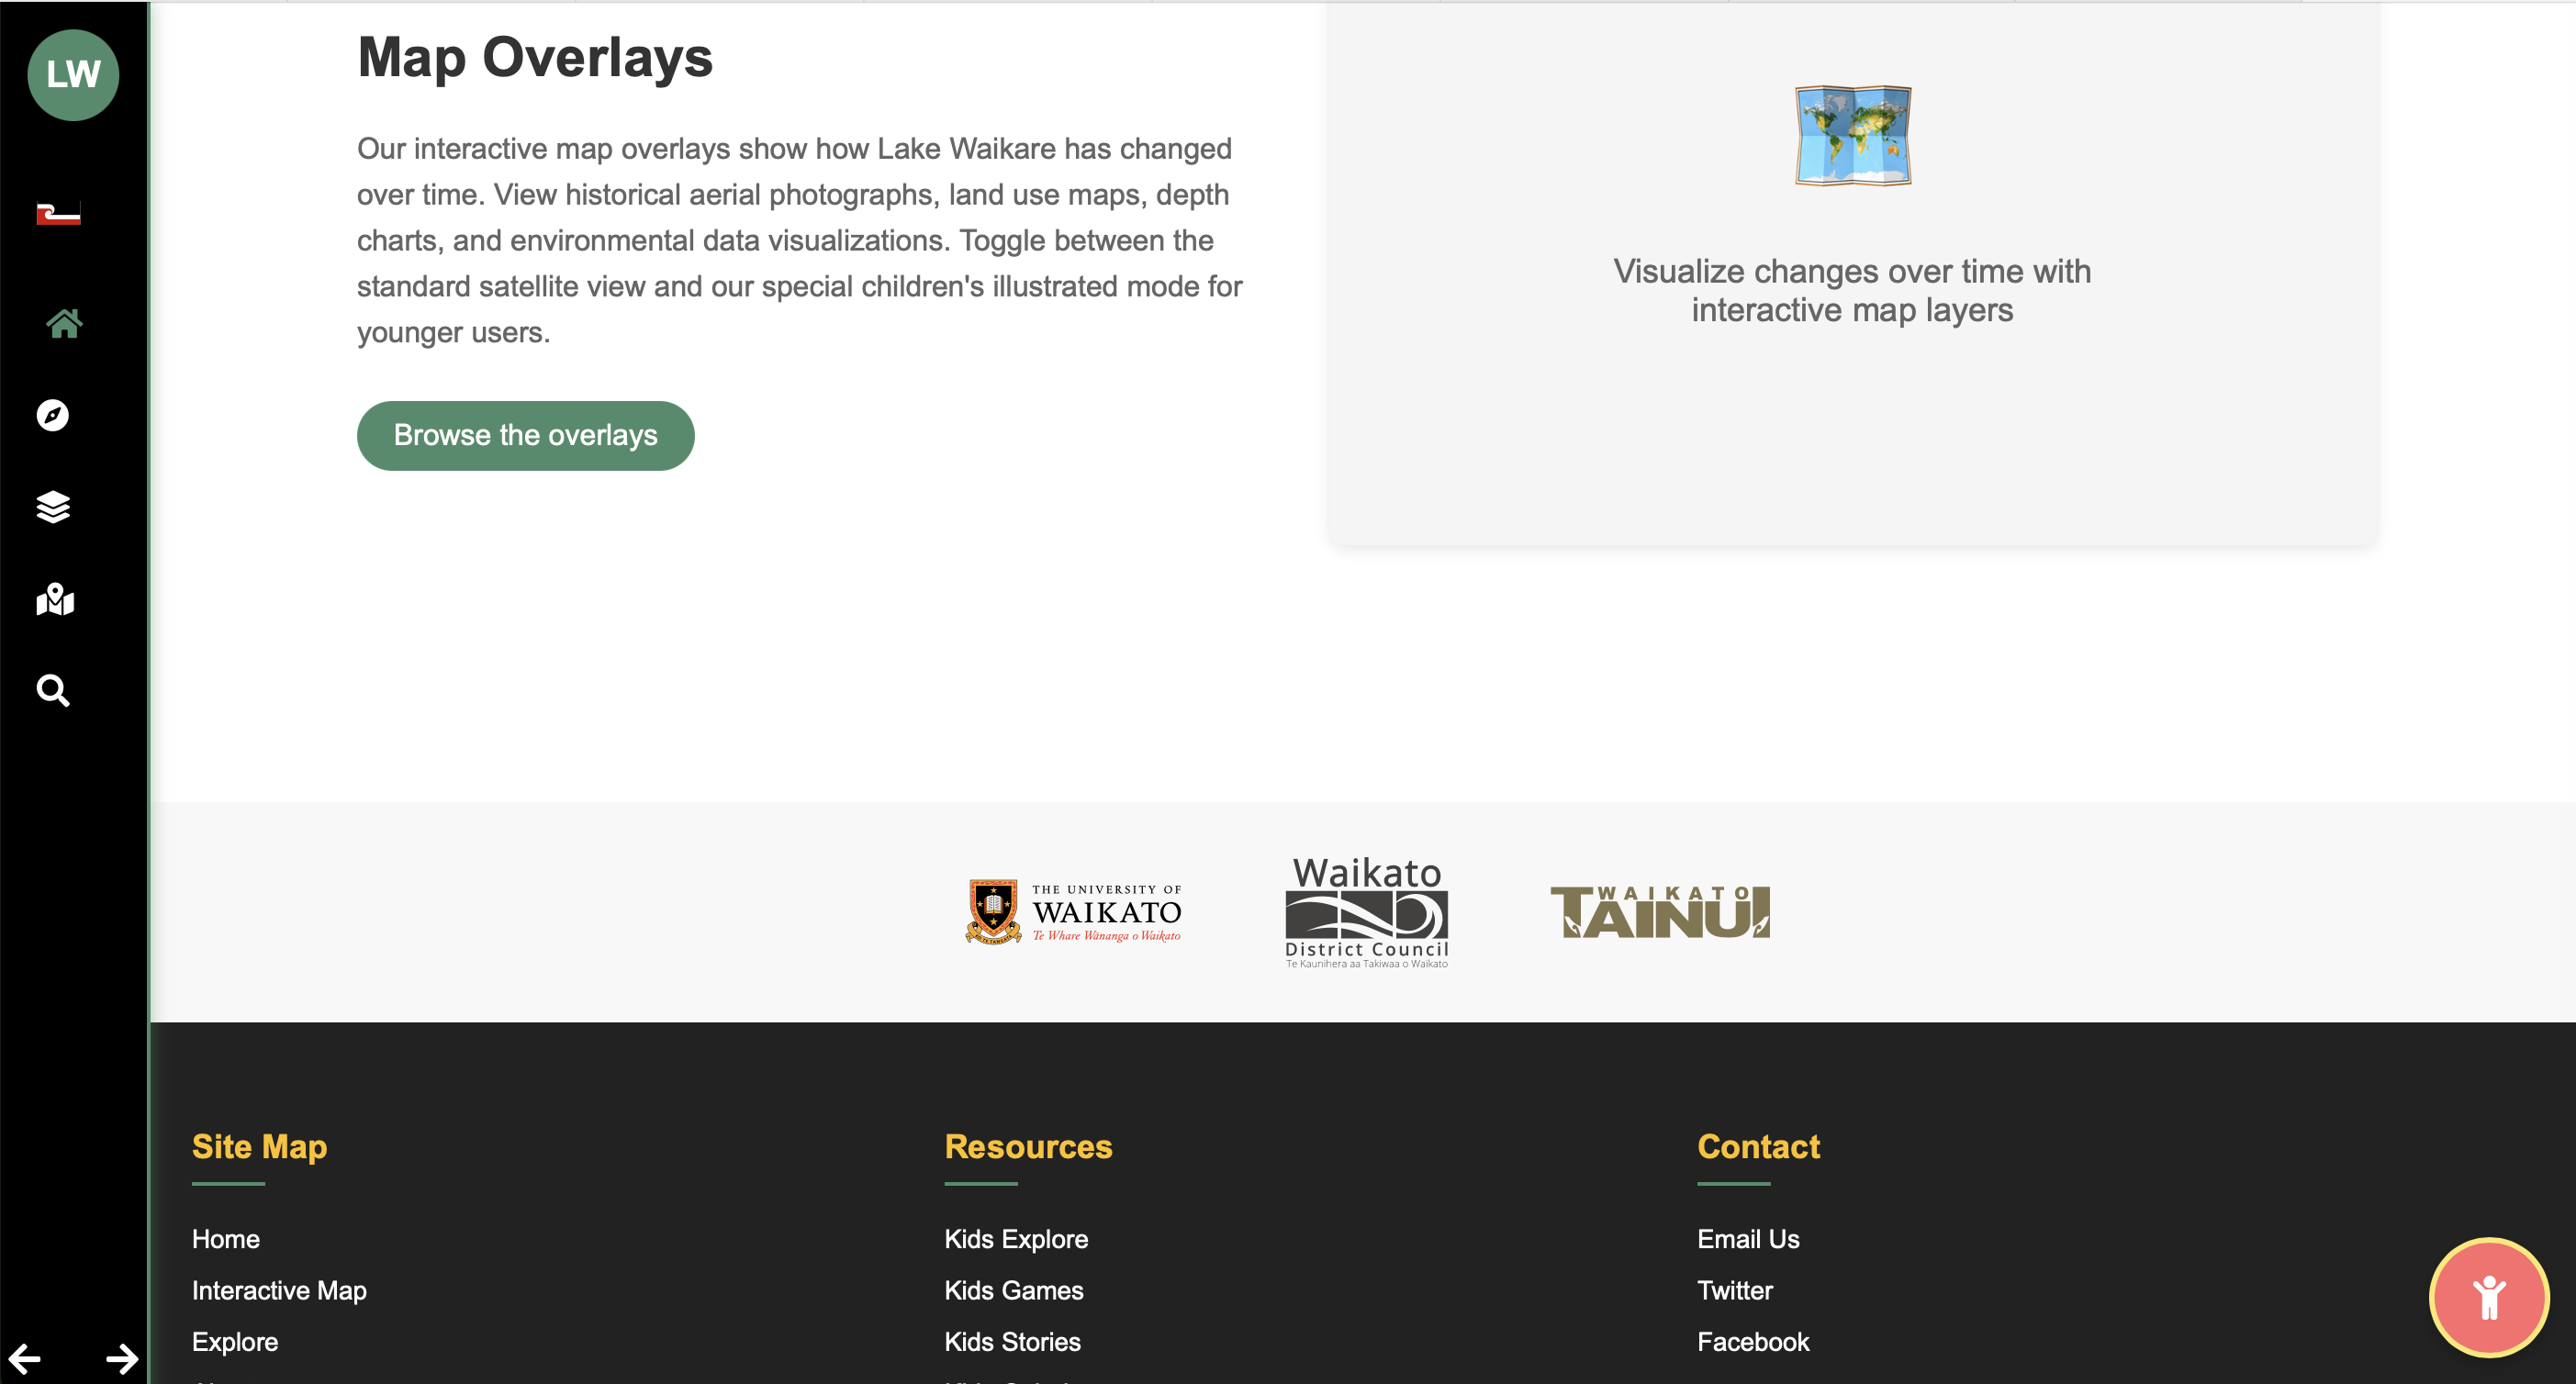 LW
Map Overlays
Our interactive map overlays show how Lake Waikare has changed
over time. View historical aerial photographs, land use maps, depth
charts, and environmental data visualizations. Toggle between the
standard satellite view and our special children's illustrated mode for
younger users.
Browse the overlays
Visualize changes over time with
interactive map layers
THE UNIVERSITY OF
WAIKATO
Te Whare Wānanga o Waikato
Waikato
District Council
Te Kaunihera aa Takiwaa o Waikato
WAIKATO
TAINUI
Site Map
Home
Interactive Map
Explore
Resources
Kids Explore
Kids Games
Kids Stories
Contact
Email Us
Twitter
Facebook